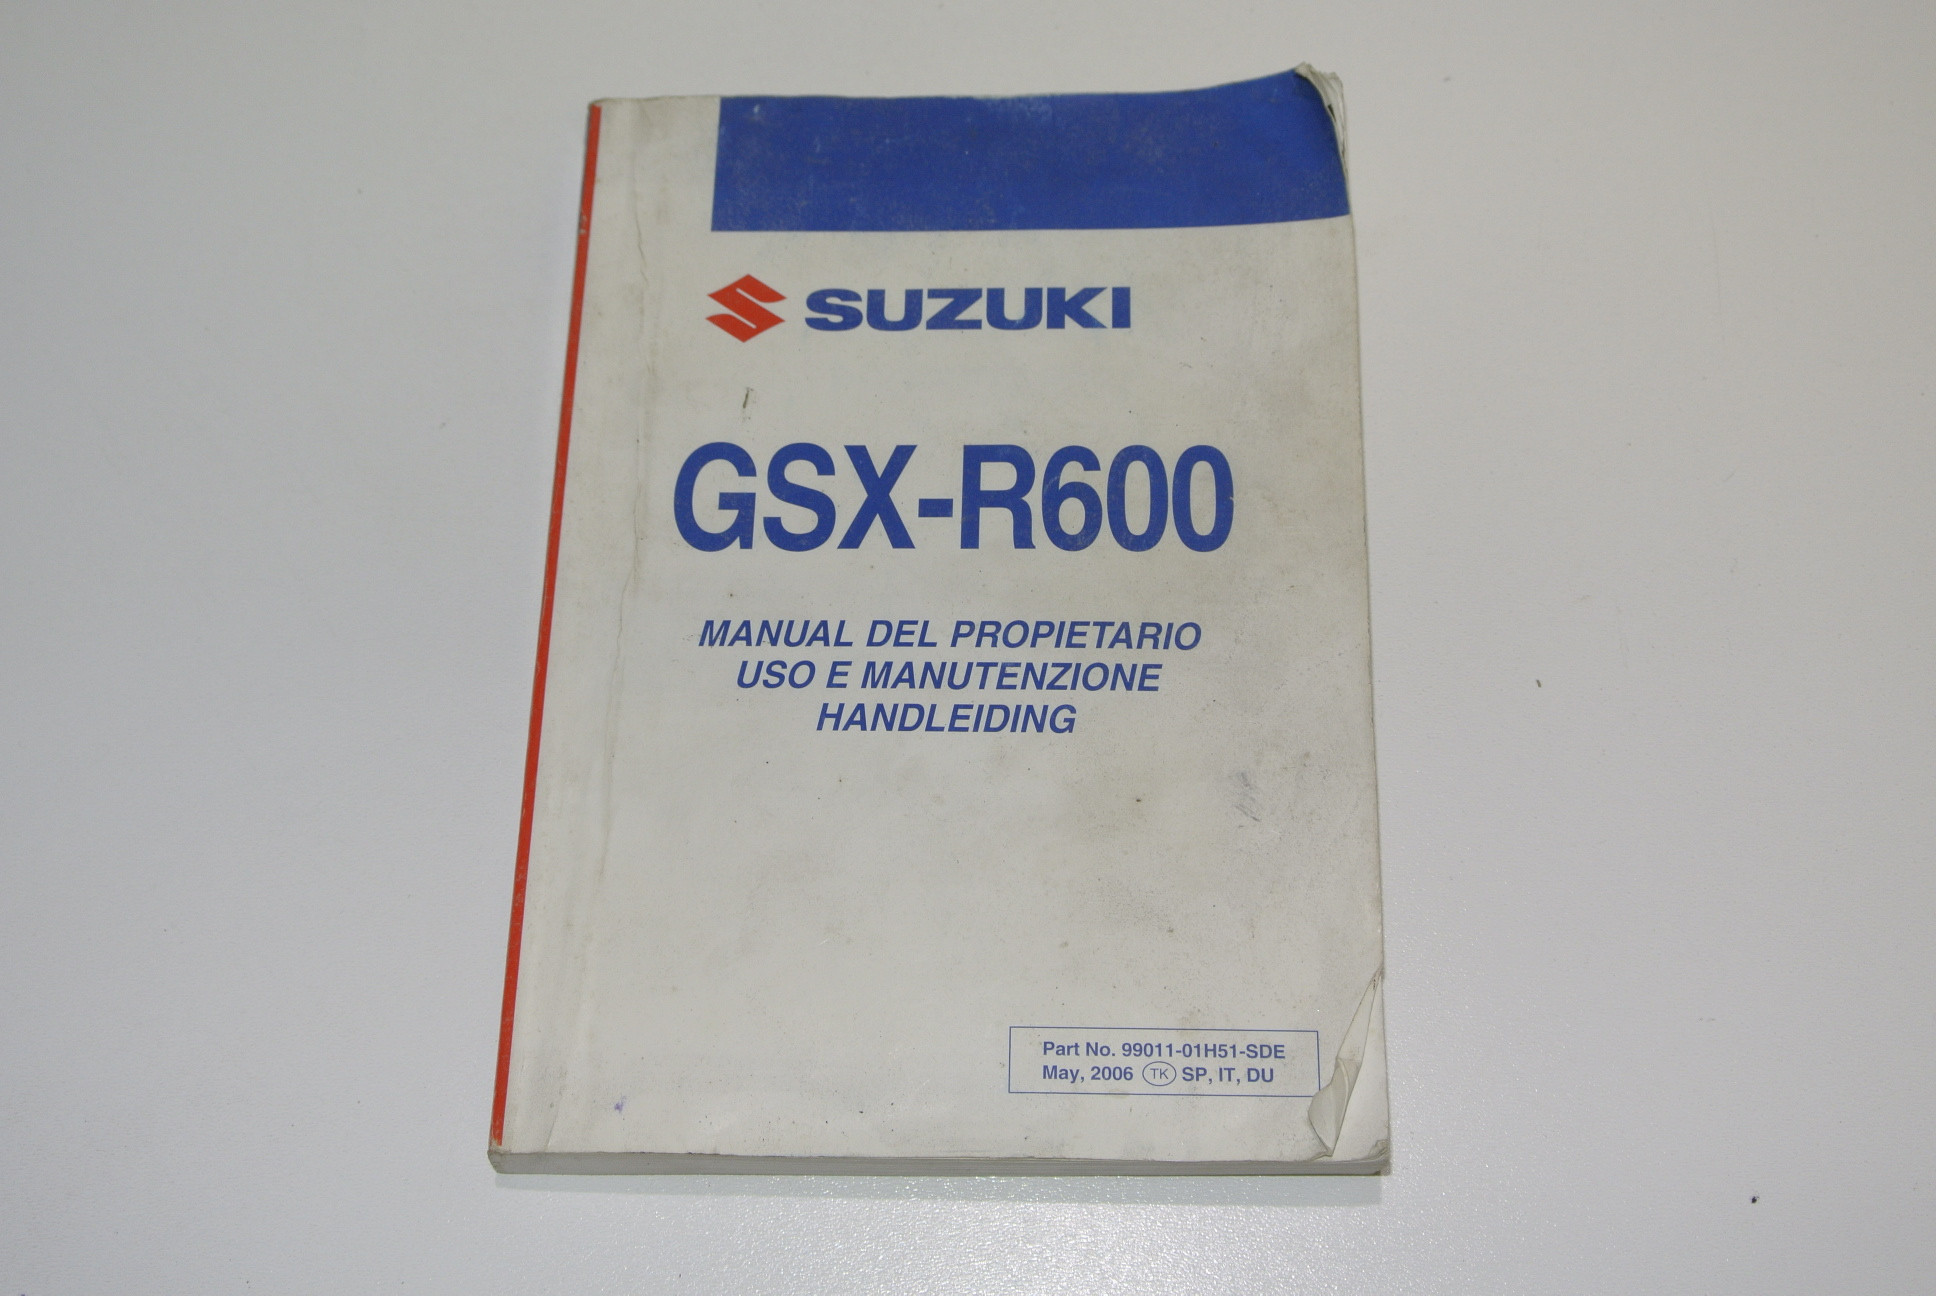 SUZUKI
GSX-R600
MANUAL DEL PROPIETARIO
USO E MANUTENZIONE
HANDLEIDING
Part No. 99011-01H51-SDE
May, 2006 TK SP, IT, DU